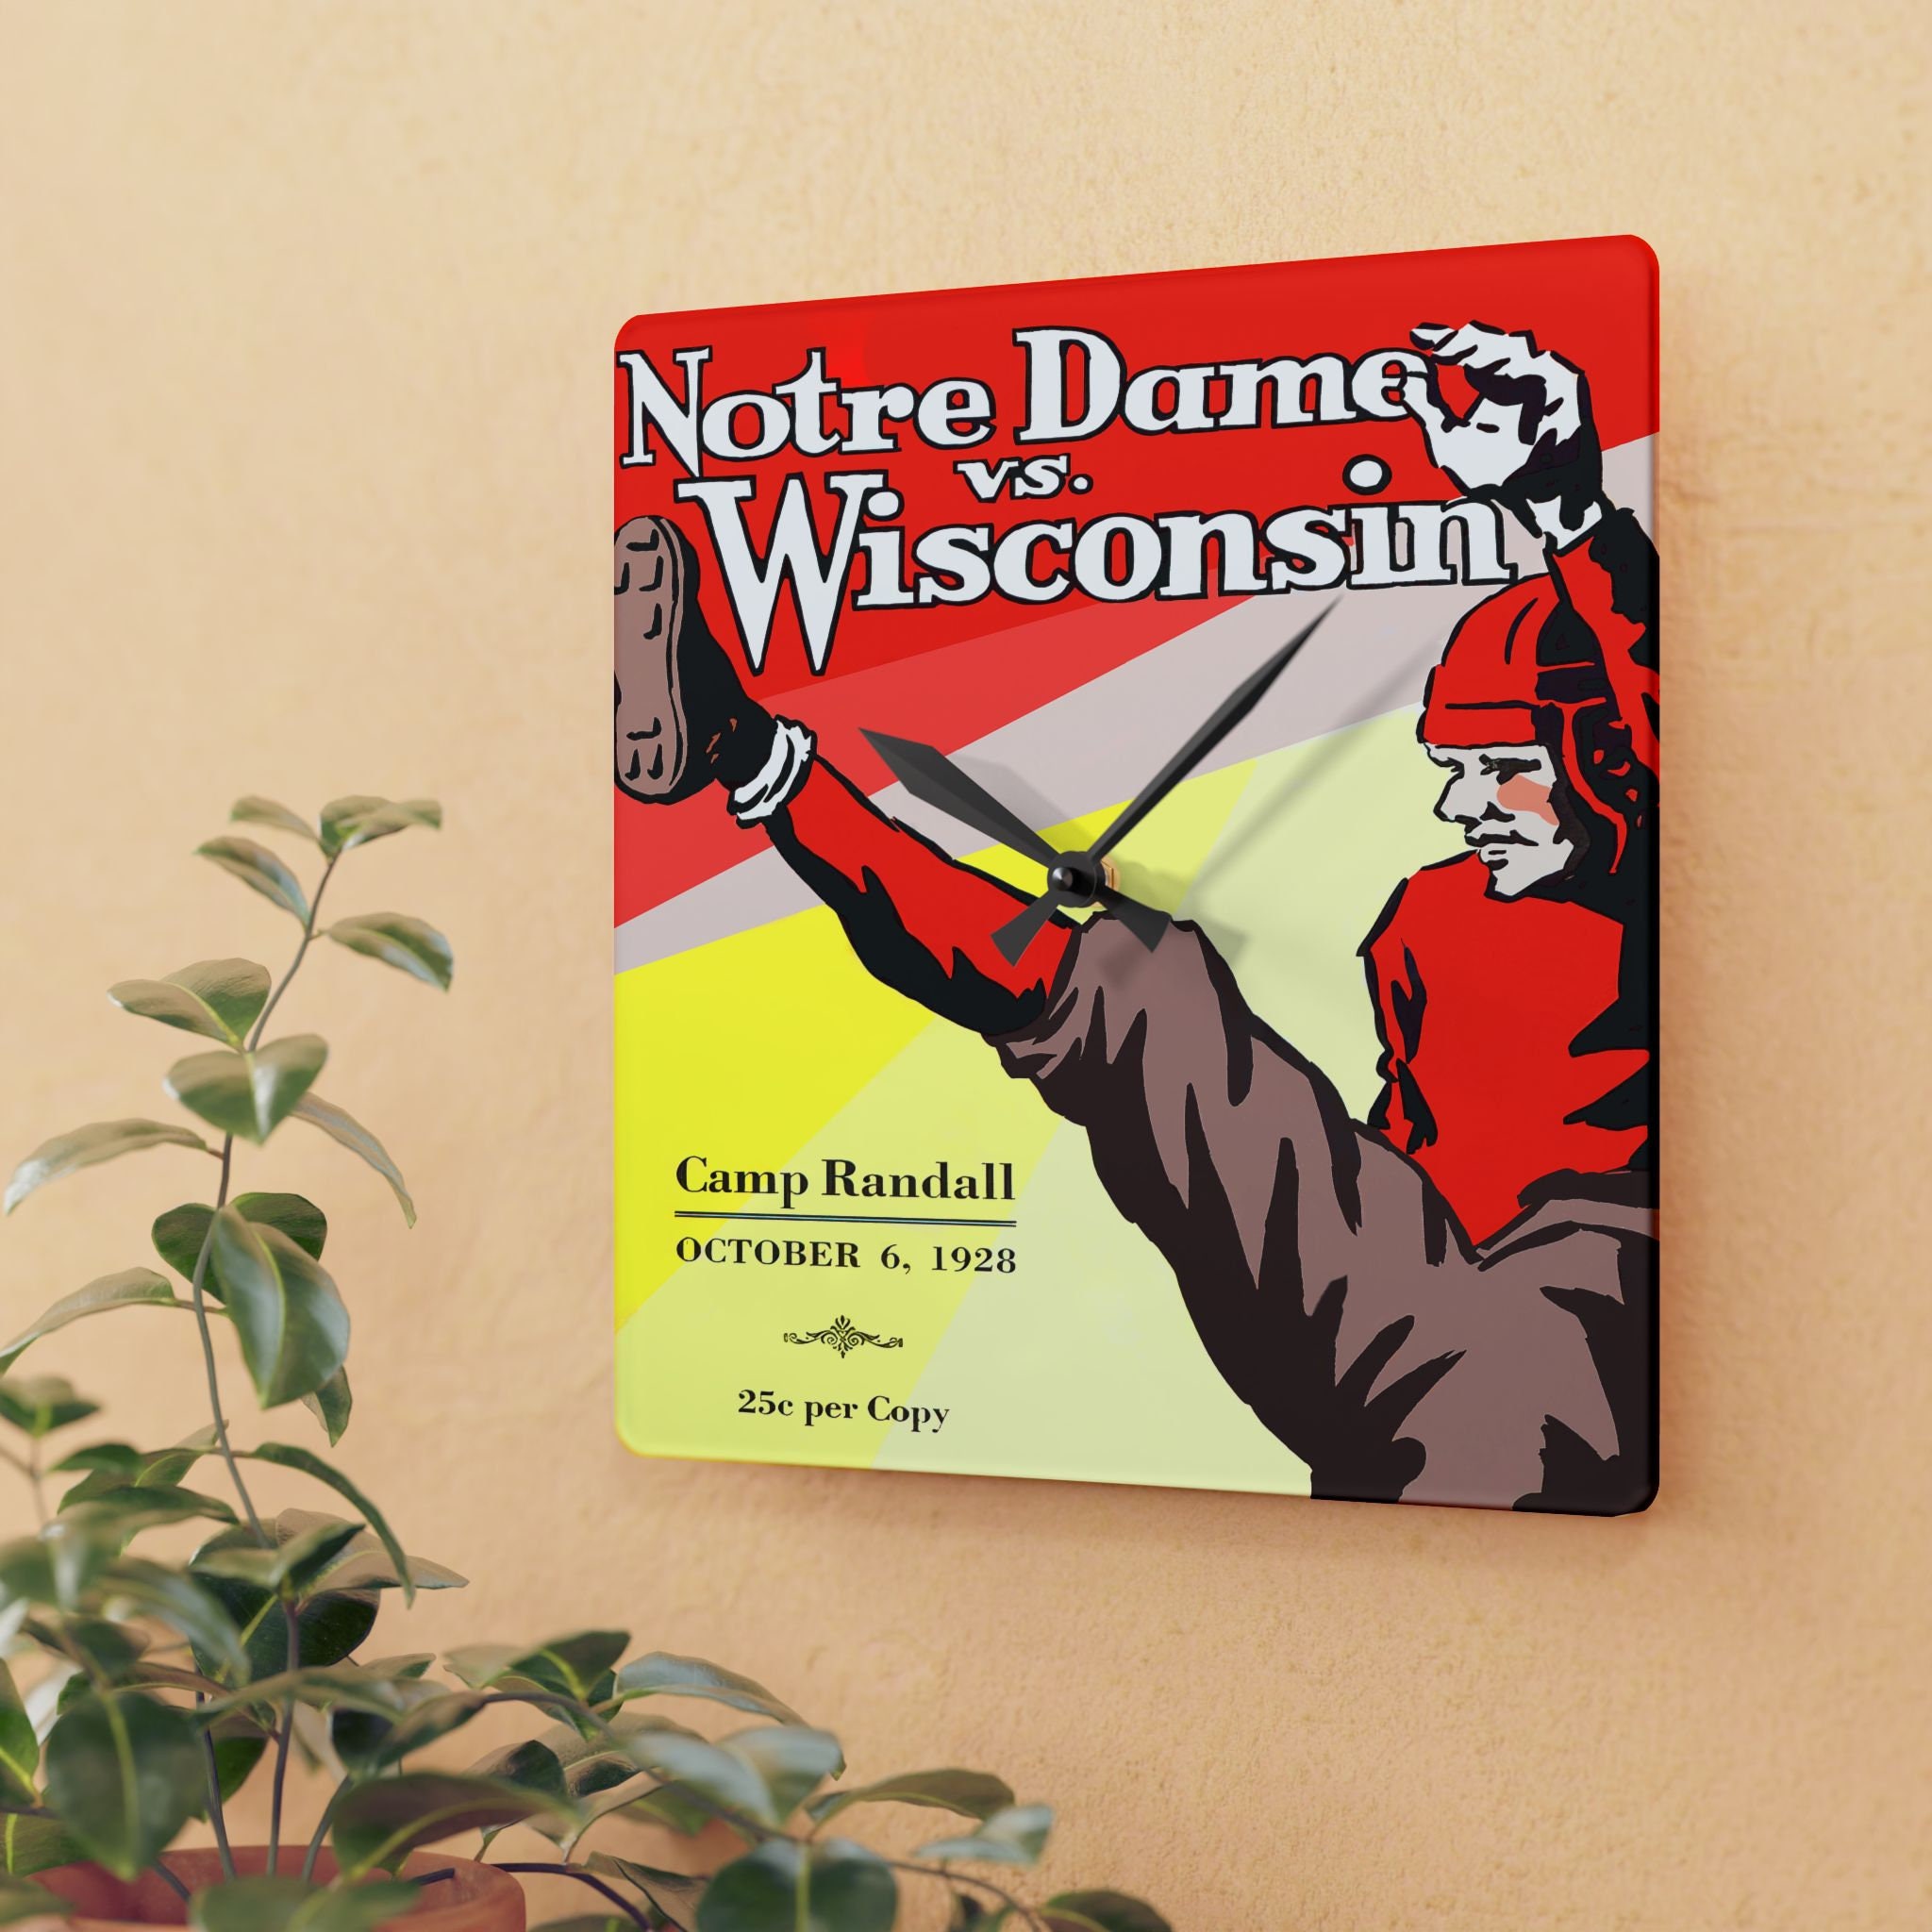 Notre Dame
vs.
Wisconsin
Camp Randall
OCTOBER 6, 1928
25c per Copy